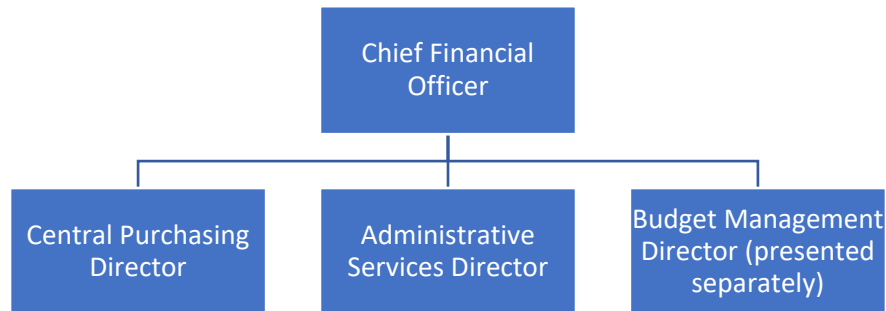 Chief Financial
Officer
Central Purchasing
Director
Administrative
Services Director
Budget Management
Director (presented
separately)